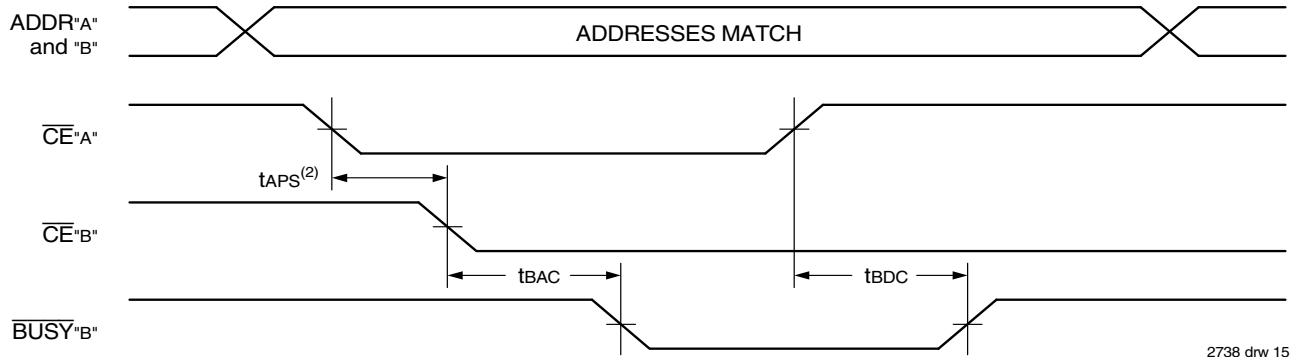 ADDR"A"
and "B"
ADDRESSES MATCH
CE"A"
tAPS(2)
CE"B"
tBAC
tBDC
BUSY"B"
2738 drw 15